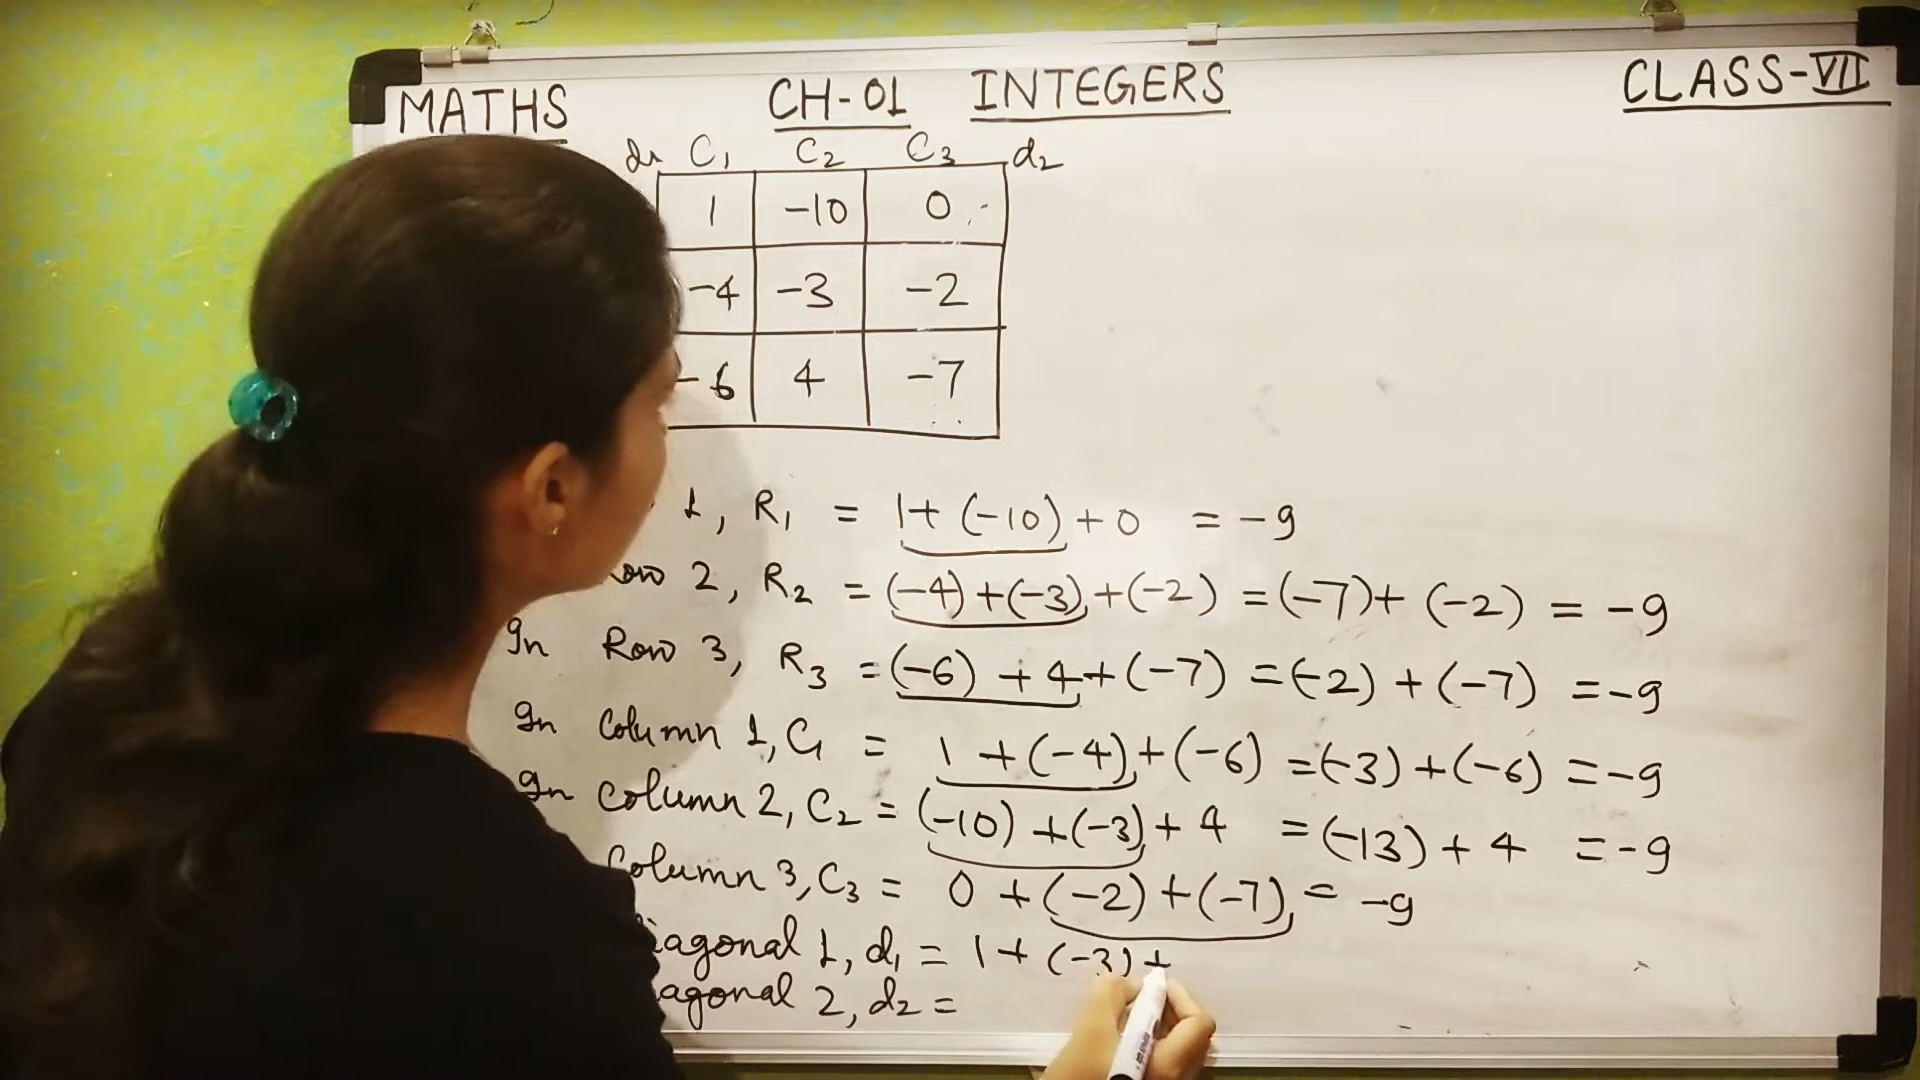 MATHS CH-01 INTEGERS CLASS-VII
C1 C2 C3 d2
1 -10 0
-4 -3 -2
-6 4 -7
1, R1 = 1+ (-10) + 0 = -9
2, R2 = (-4) + (-3) + (-2) = (-7) + (-2) = -9
In Row 3, R3 = (-6) + 4 + (-7) = (-2) + (-7) = -9
In Column 1, C1 = 1 + (-4) + (-6) = (-3) + (-6) = -9
In Column 2, C2 = (-10) + (-3) + 4 = (-13) + 4 = -9
Column 3, C3 = 0 + (-2) + (-7) = -9
iagonal 1, d1 = 1 + (-3) +
agonal 2, d2 =